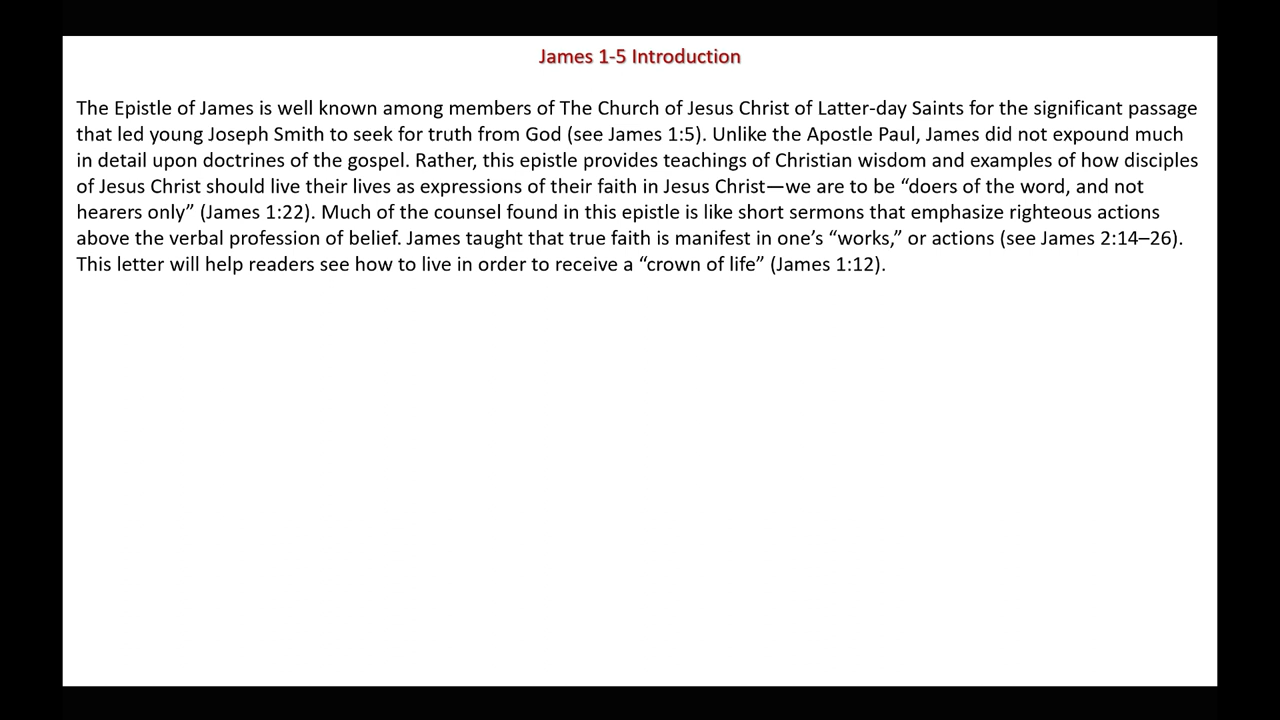 James 1-5 Introduction
The Epistle of James is well known among members of The Church of Jesus Christ of Latter-day Saints for the significant passage
that led young Joseph Smith to seek for truth from God (see James 1:5). Unlike the Apostle Paul, James did not expound much
in detail upon doctrines of the gospel. Rather, this epistle provides teachings of Christian wisdom and examples of how disciples
of Jesus Christ should live their lives as expressions of their faith in Jesus Christ—we are to be “doers of the word, and not
hearers only” (James 1:22). Much of the counsel found in this epistle is like short sermons that emphasize righteous actions
above the verbal profession of belief. James taught that true faith is manifest in one’s “works,” or actions (see James 2:14–26).
This letter will help readers see how to live in order to receive a “crown of life” (James 1:12).